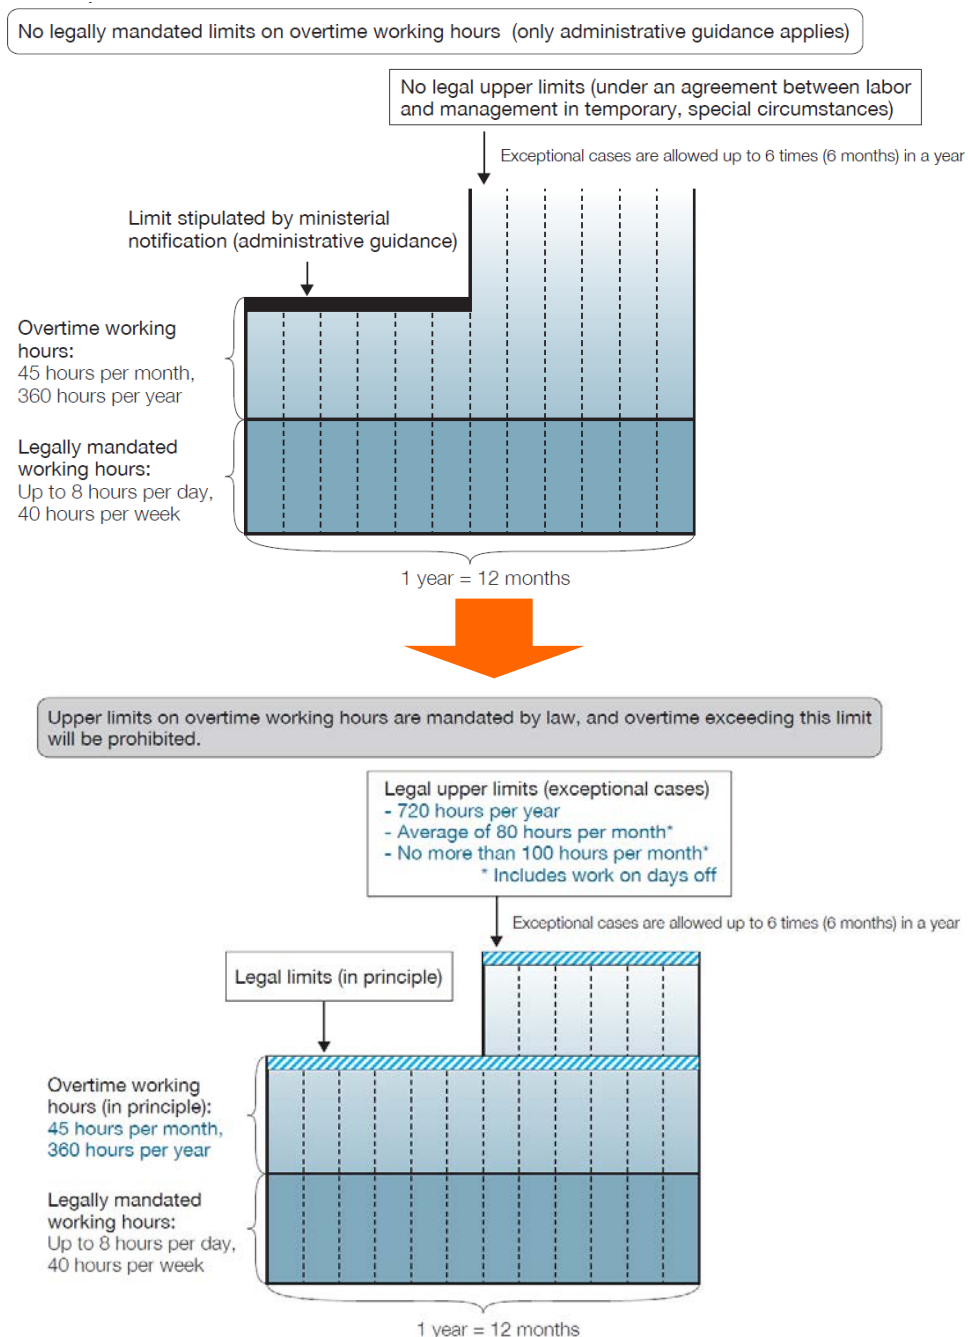 No legally mandated limits on overtime working hours (only administrative guidance applies)
No legal upper limits (under an agreement between labor
and management in temporary, special circumstances)
Exceptional cases are allowed up to 6 times (6 months) in a year
Limit stipulated by ministerial
notification (administrative guidance)
Overtime working
hours:
45 hours per month,
360 hours per year
Legally mandated
working hours:
Up to 8 hours per day,
40 hours per week
1 year = 12 months
Upper limits on overtime working hours are mandated by law, and overtime exceeding this limit
will be prohibited.
Legal upper limits (exceptional cases)
- 720 hours per year
- Average of 80 hours per month*
- No more than 100 hours per month*
* Includes work on days off
Exceptional cases are allowed up to 6 times (6 months) in a year
Legal limits (in principle)
Overtime working
hours (in principle):
45 hours per month,
360 hours per year
Legally mandated
working hours:
Up to 8 hours per day,
40 hours per week
1 year = 12 months